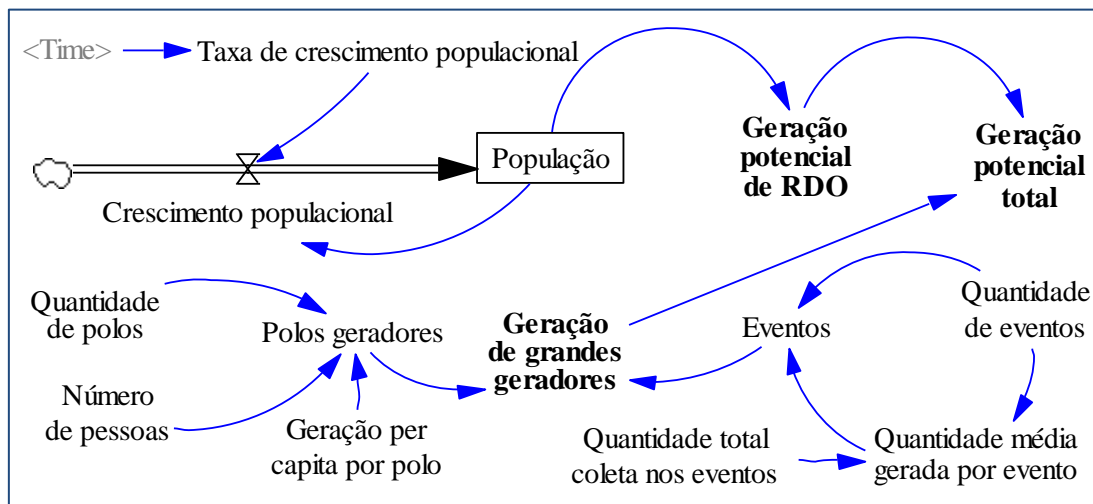 <Time>
Taxa de crescimento populacional
População
Crescimento populacional
Geração
potencial
de RDO
Geração
potencial
total
Quantidade
de polos
Polos geradores
Número
de pessoas
Geração per
capita por polo
Geração
de grandes
geradores
Eventos
Quantidade
de eventos
Quantidade total
coleta nos eventos
Quantidade média
gerada por evento